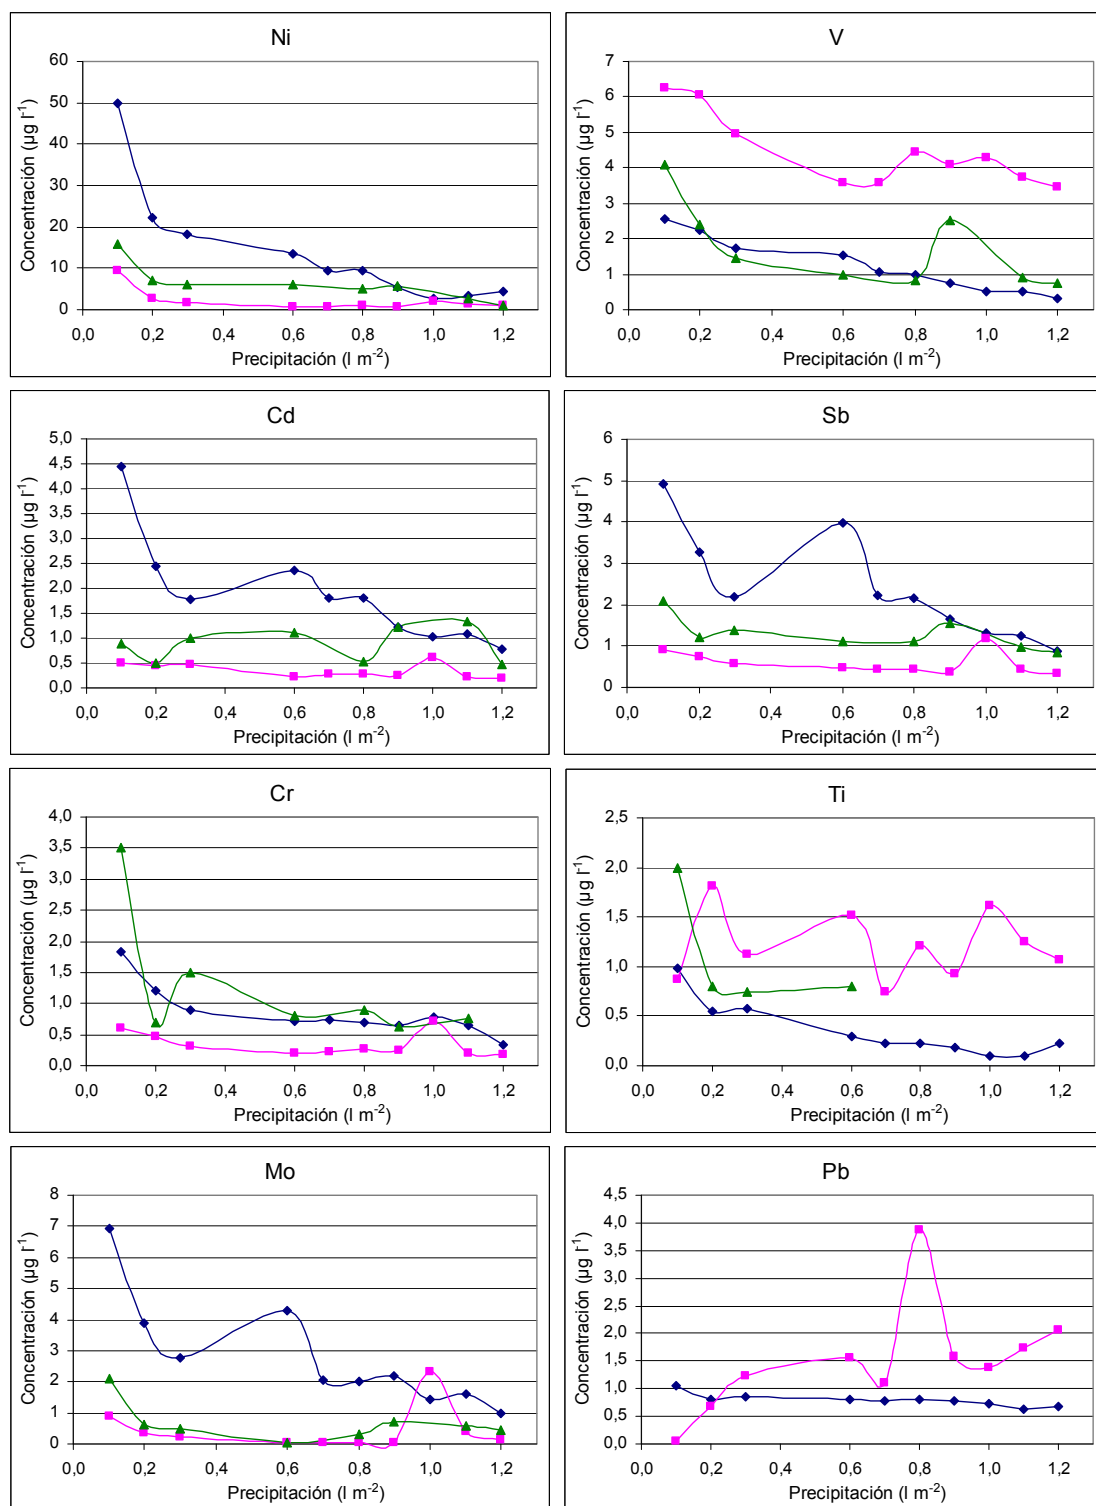 Ni
Concentración (µg l-1)
60
50
40
30
20
10
0
0,0 0,2 0,4 0,6 0,8 1,0 1,2
Precipitación (l m-2)
V
Concentración (µg l-1)
7
6
5
4
3
2
1
0
0,0 0,2 0,4 0,6 0,8 1,0 1,2
Precipitación (l m-2)
Cd
Concentración (µg l-1)
5,0
4,5
4,0
3,5
3,0
2,5
2,0
1,5
1,0
0,5
0,0
0,0 0,2 0,4 0,6 0,8 1,0 1,2
Precipitación (l m-2)
Sb
Concentración (µg l-1)
6
5
4
3
2
1
0
0,0 0,2 0,4 0,6 0,8 1,0 1,2
Precipitación (l m-2)
Cr
Concentración (µg l-1)
4,0
3,5
3,0
2,5
2,0
1,5
1,0
0,5
0,0
0,0 0,2 0,4 0,6 0,8 1,0 1,2
Precipitación (l m-2)
Ti
Concentración (µg l-1)
2,5
2,0
1,5
1,0
0,5
0,0
0,0 0,2 0,4 0,6 0,8 1,0 1,2
Precipitación (l m-2)
Mo
Concentración (µg l-1)
8
7
6
5
4
3
2
1
0
0,0 0,2 0,4 0,6 0,8 1,0 1,2
Precipitación (l m-2)
Pb
Concentración (µg l-1)
4,5
4,0
3,5
3,0
2,5
2,0
1,5
1,0
0,5
0,0
0,0 0,2 0,4 0,6 0,8 1,0 1,2
Precipitación (l m-2)